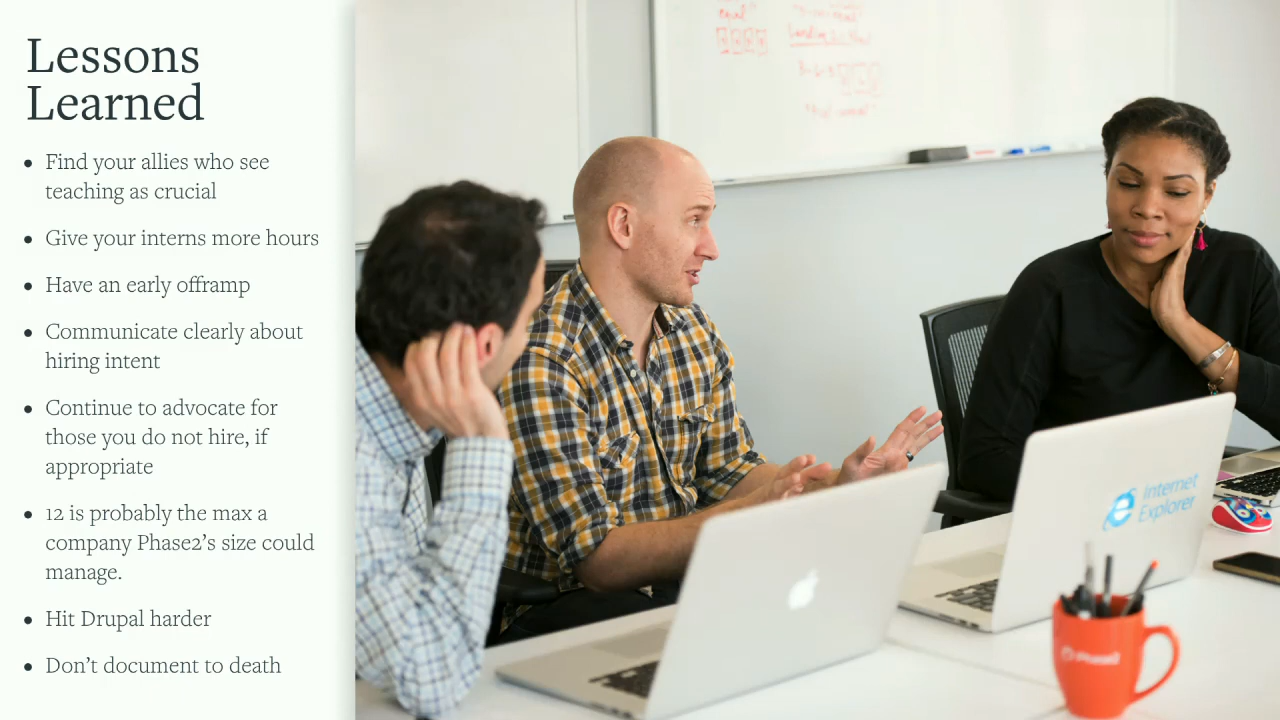 Lessons
Learned
• Find your allies who see
teaching as crucial
• Give your interns more hours
• Have an early offramp
• Communicate clearly about
hiring intent
• Continue to advocate for
those you do not hire, if
appropriate
• 12 is probably the max a
company Phase2's size could
manage.
• Hit Drupal harder
• Don't document to death
equal"
Internet
Explorer
Phase2